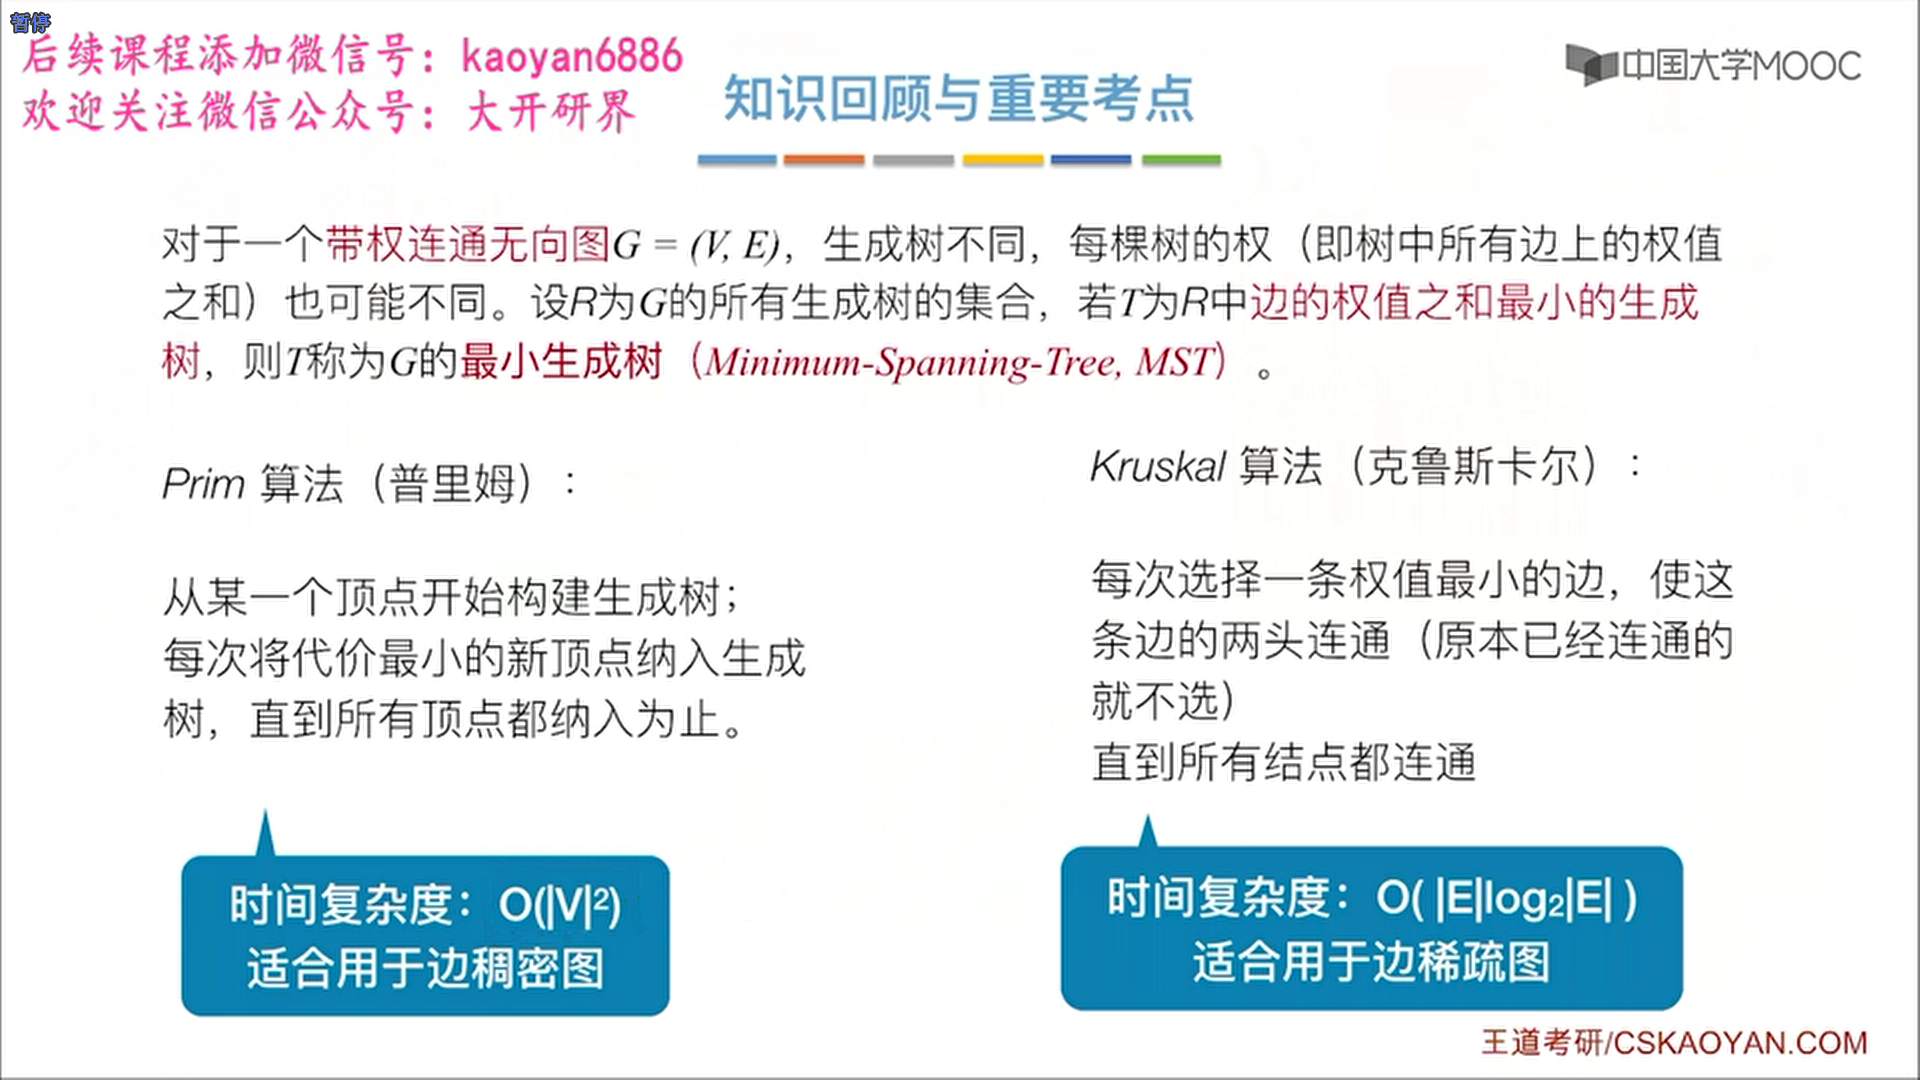 暂停
后续课程添加微信号：kaoyan6886
欢迎关注微信公众号：大开研界
中国大学MOOC
知识回顾与重要考点
对于一个带权连通无向图G = (V, E)，生成树不同，每棵树的权（即树中所有边上的权值
之和）也可能不同。设R为G的所有生成树的集合，若T为R中边的权值之和最小的生成
树，则T称为G的最小生成树（Minimum-Spanning-Tree, MST）。
Prim 算法（普里姆）：
从某一个顶点开始构建生成树；
每次将代价最小的新顶点纳入生成
树，直到所有顶点都纳入为止。
时间复杂度：O(|V|²)
适合用于边稠密图
Kruskal 算法（克鲁斯卡尔）：
每次选择一条权值最小的边，使这
条边的两头连通（原本已经连通的
就不选）
直到所有结点都连通
时间复杂度：O( |E|log₂|E| )
适合用于边稀疏图
王道考研/CSKAOYAN.COM